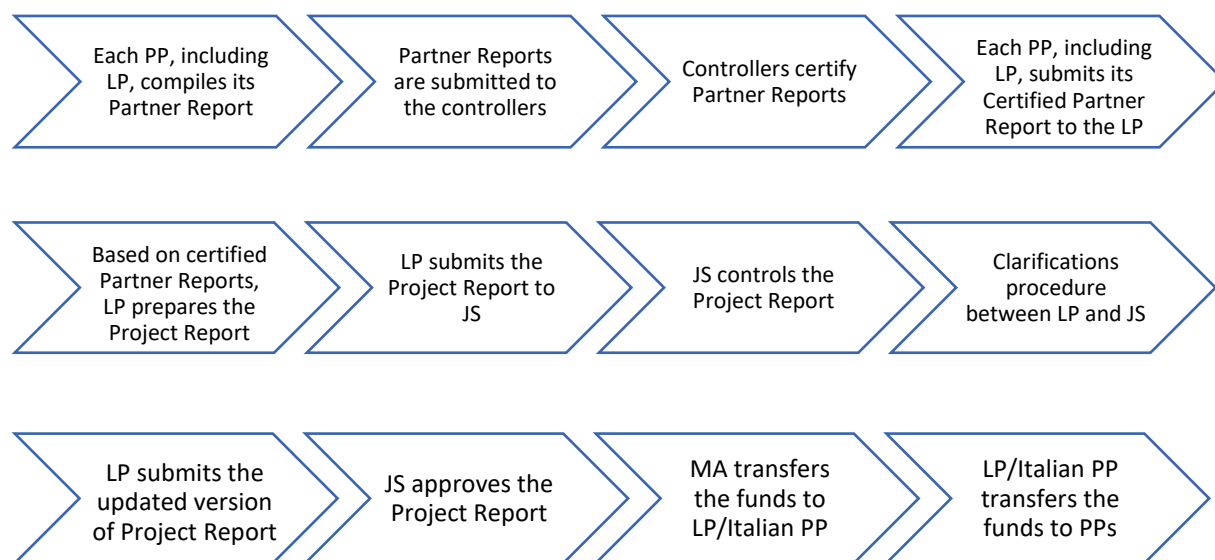 Each PP, including
LP, compiles its
Partner Report
Partner Reports
are submitted to
the controllers
Controllers certify
Partner Reports
Each PP, including
LP, submits its
Certified Partner
Report to the LP
Based on certified
Partner Reports,
LP prepares the
Project Report
LP submits the
Project Report to
JS
JS controls the
Project Report
Clarifications
procedure
between LP and JS
LP submits the
updated version
of Project Report
JS approves the
Project Report
MA transfers
the funds to
LP/Italian PP
LP/Italian PP
transfers the
funds to PPs